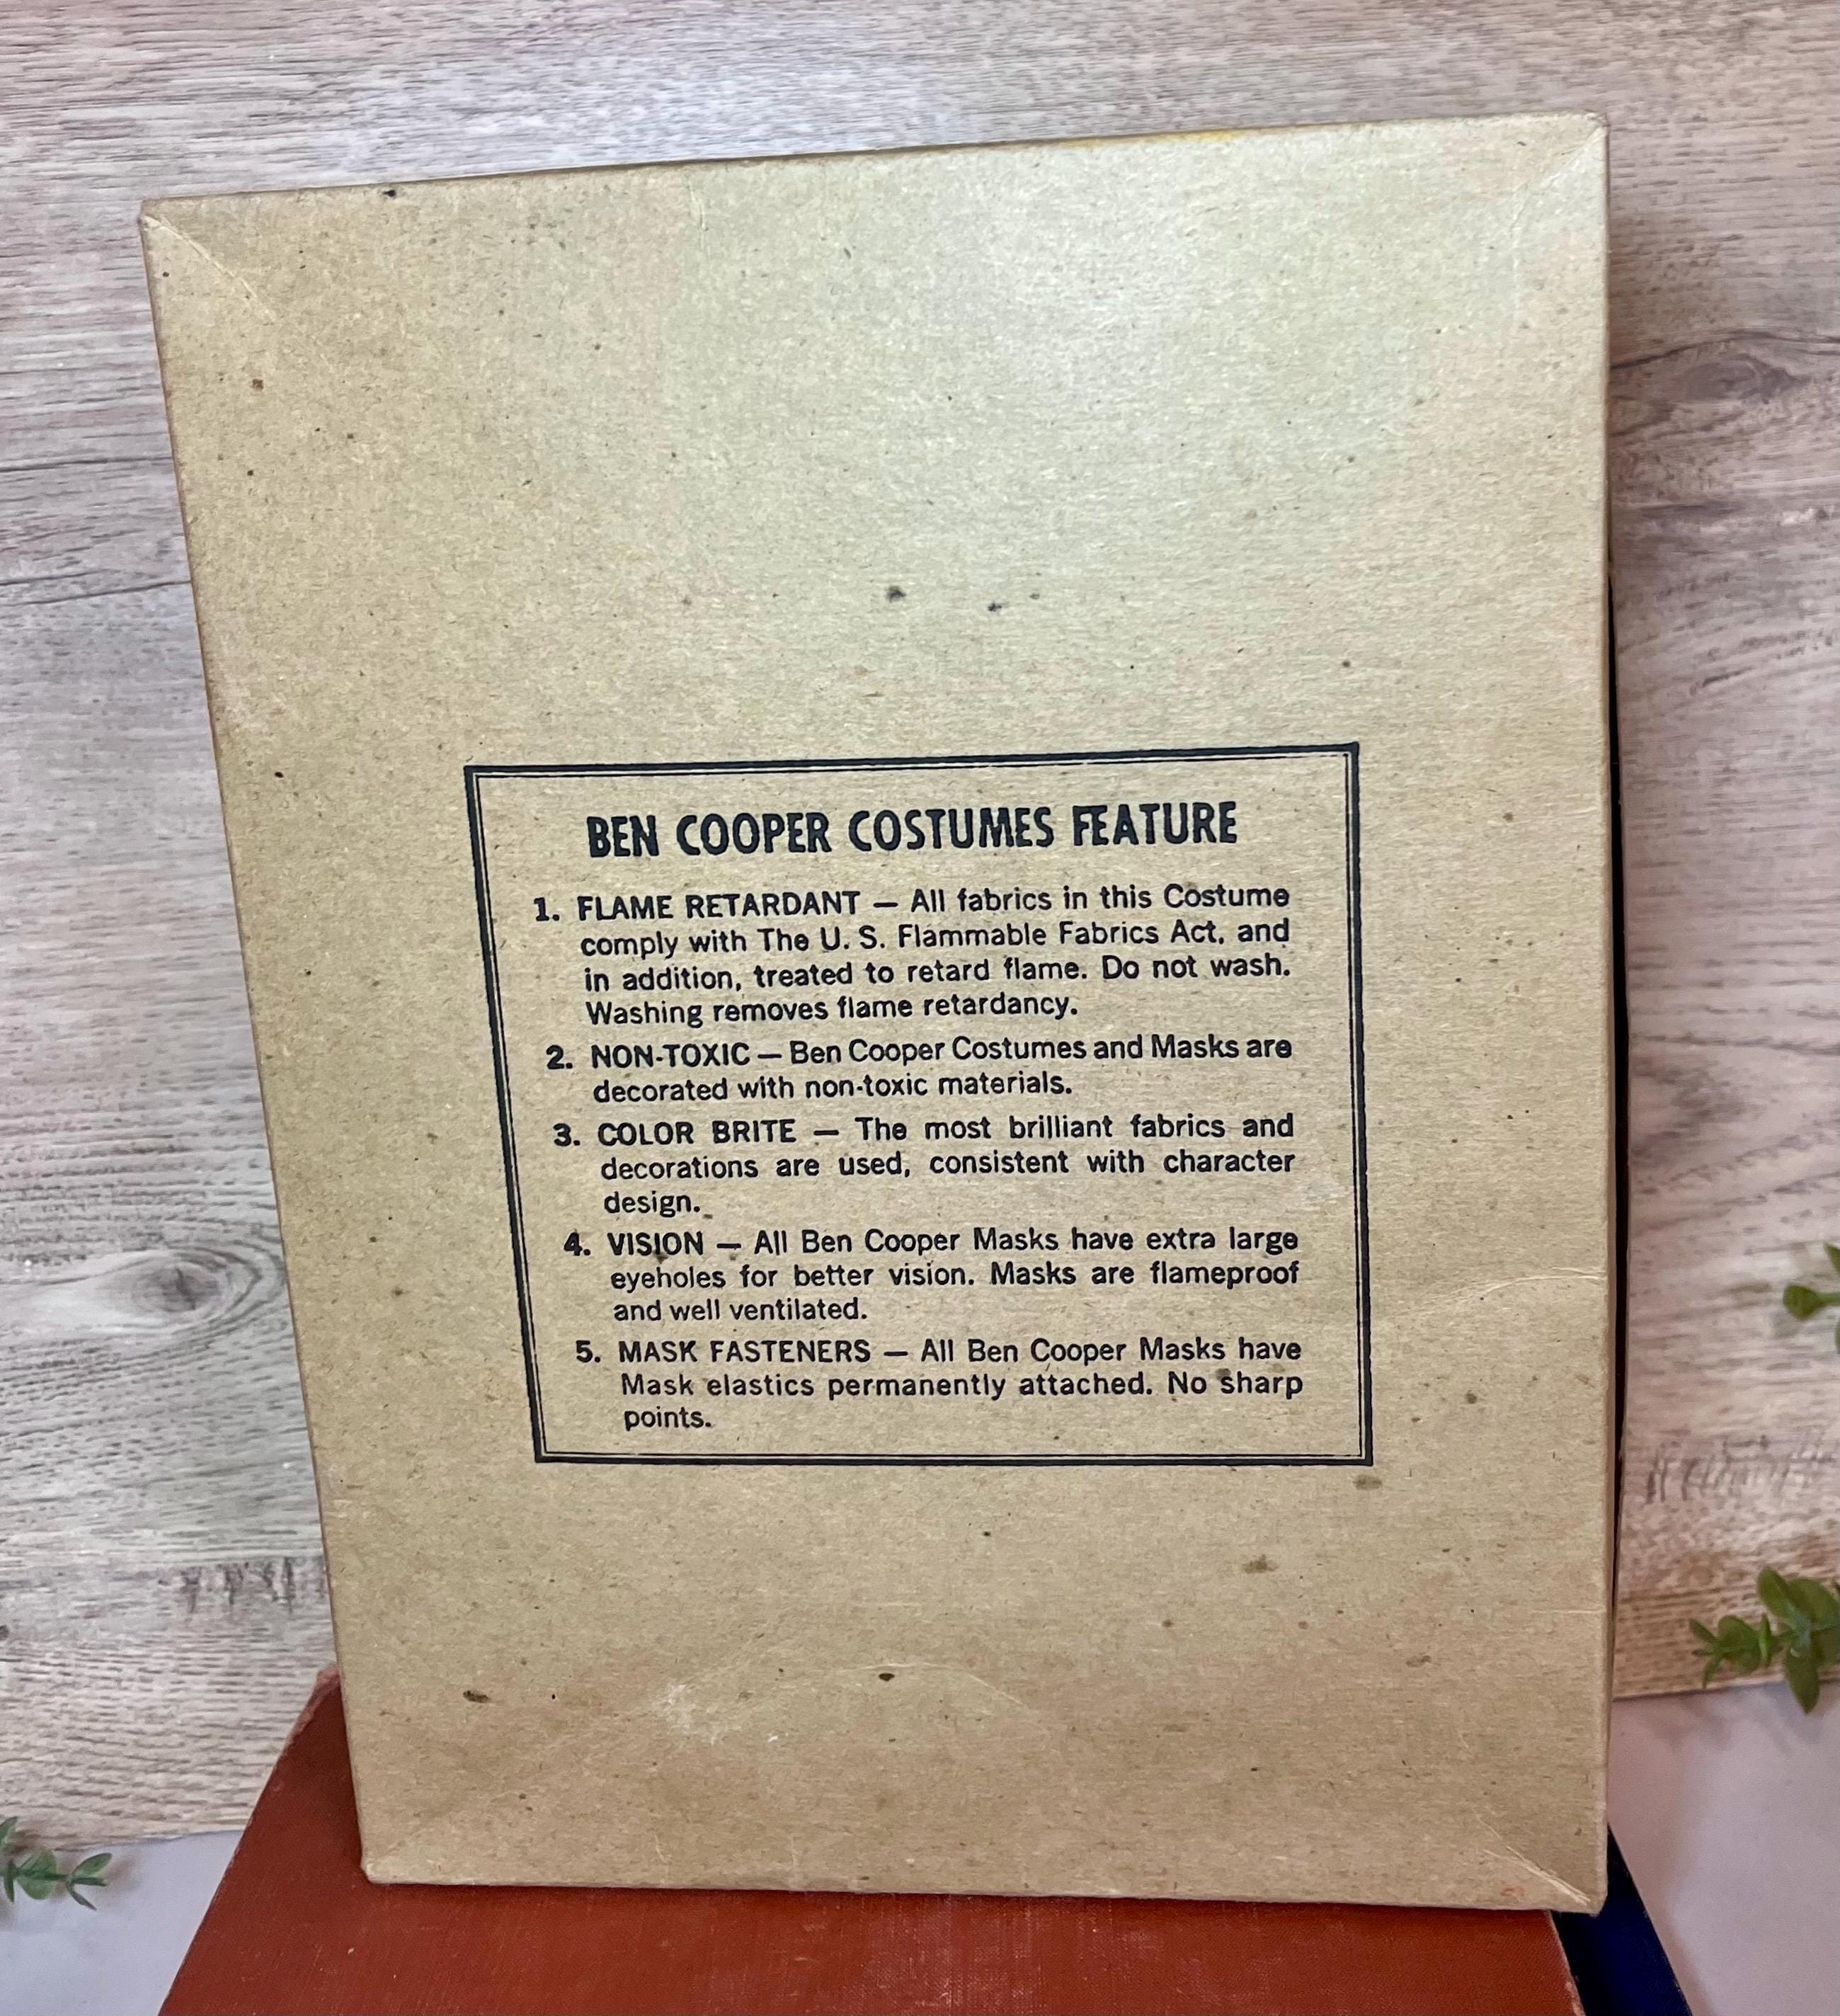 BEN COOPER COSTUMES FEATURE
1. FLAME RETARDANT — All fabrics in this Costume
comply with The U. S. Flammable Fabrics Act, and
in addition, treated to retard flame. Do not wash.
Washing removes flame retardancy.
2. NON-TOXIC — Ben Cooper Costumes and Masks are
decorated with non-toxic materials.
3. COLOR BRITE — The most brilliant fabrics and
decorations are used, consistent with character
design.
4. VISION — All Ben Cooper Masks have extra large
eyeholes for better vision. Masks are flameproof
and well ventilated.
5. MASK FASTENERS — All Ben Cooper Masks have
Mask elastics permanently attached. No sharp
points.